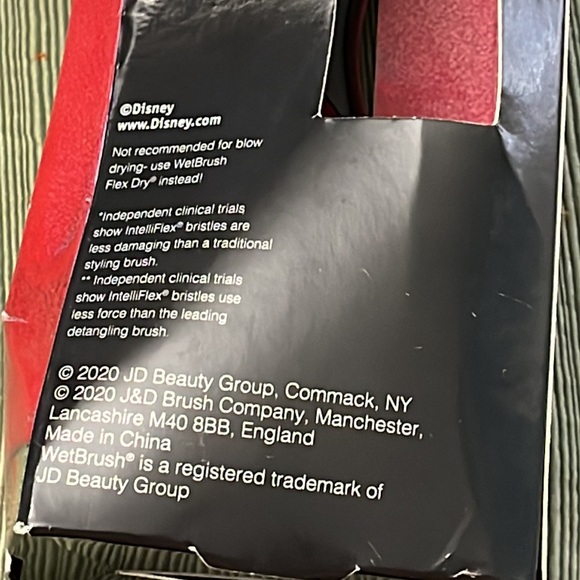 ©Disney
www.Disney.com
Not recommended for blow
drying- use WetBrush
Flex Dry® instead!
*Independent clinical trials
show IntelliFlex® bristles are
less damaging than a traditional
styling brush.
** Independent clinical trials
show IntelliFlex® bristles use
less force than the leading
detangling brush.
© 2020 JD Beauty Group, Commack, NY
© 2020 J&D Brush Company, Manchester,
Lancashire M40 8BB, England
Made in China
WetBrush® is a registered trademark of
JD Beauty Group